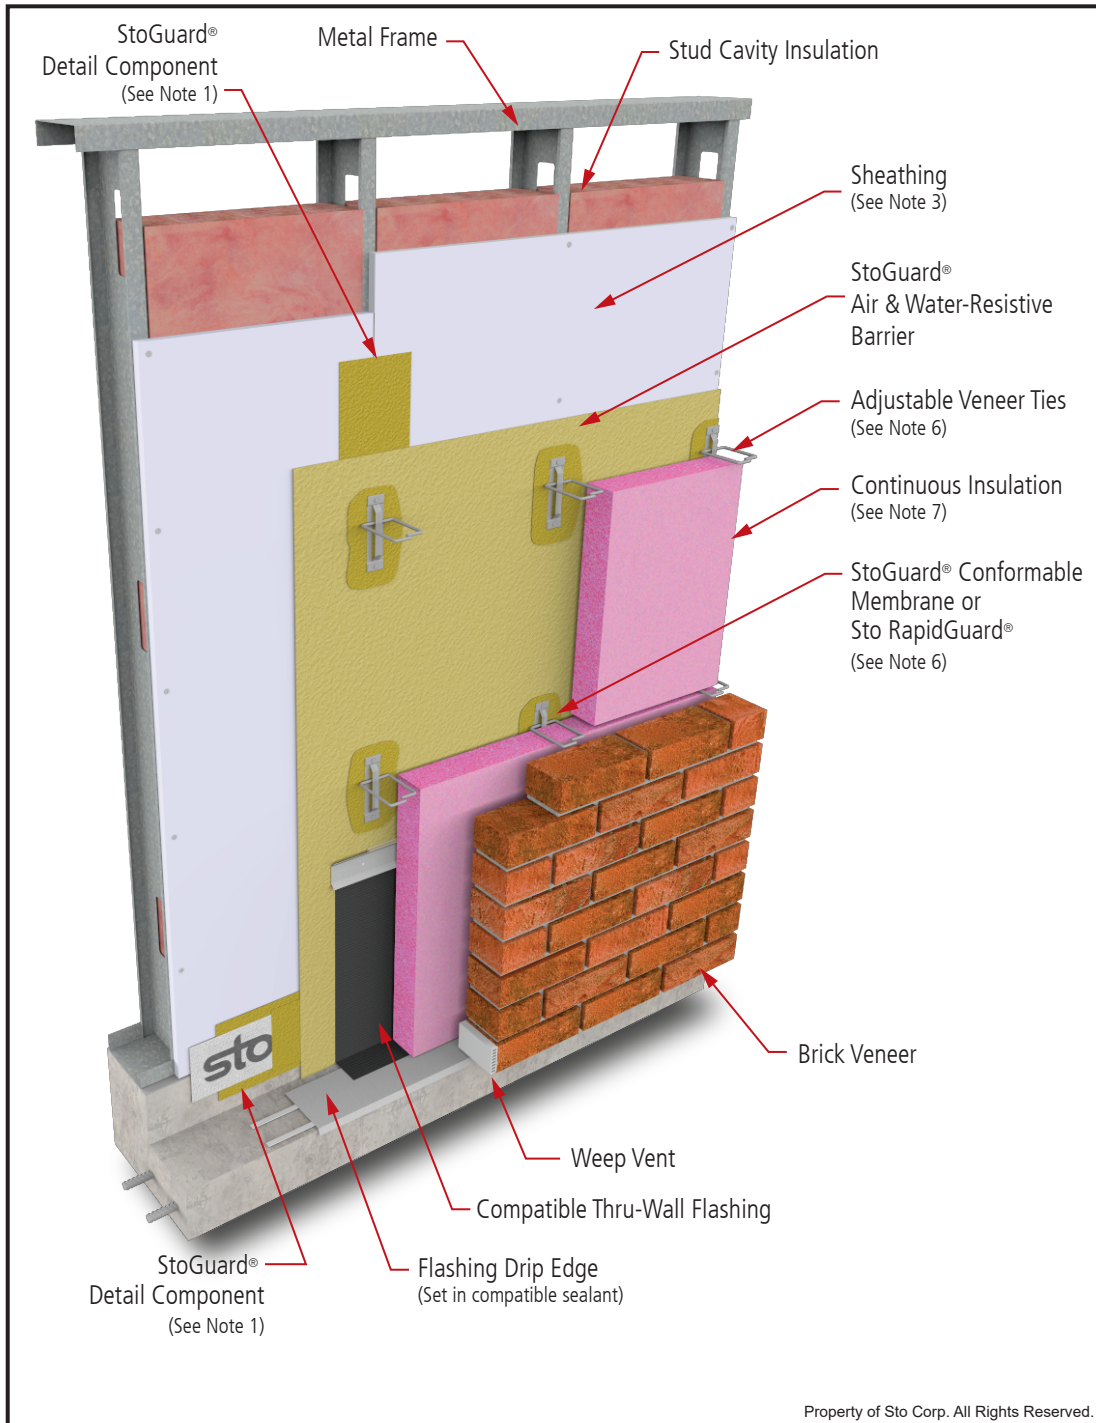 StoGuard®
Detail Component
(See Note 1)
Metal Frame
Stud Cavity Insulation
Sheathing
(See Note 3)
StoGuard®
Air & Water-Resistive
Barrier
Adjustable Veneer Ties
(See Note 6)
Continuous Insulation
(See Note 7)
StoGuard® Conformable
Membrane or
Sto RapidGuard®
(See Note 6)
sto
Brick Veneer
Weep Vent
Compatible Thru-Wall Flashing
StoGuard®
Detail Component
(See Note 1)
Flashing Drip Edge
(Set in compatible sealant)
Property of Sto Corp. All Rights Reserved.